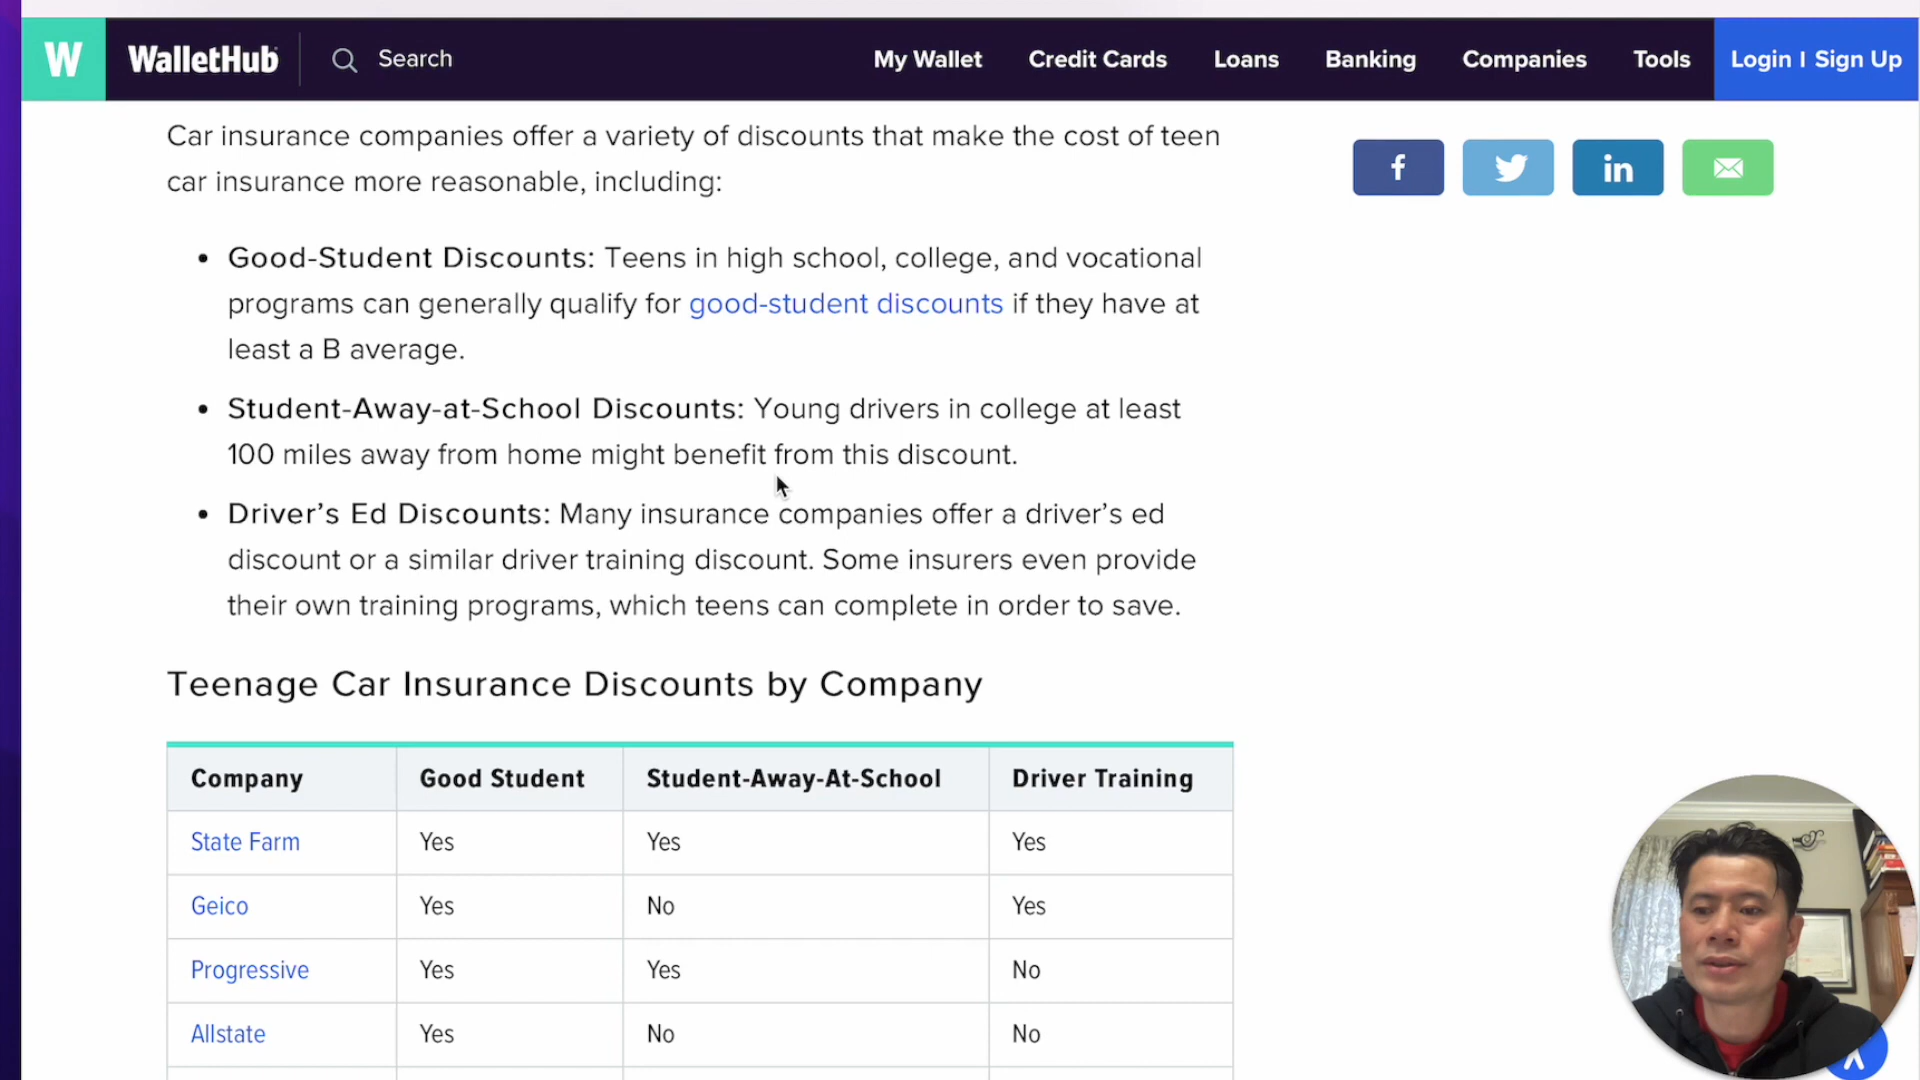 W WalletHub Search My Wallet Credit Cards Loans Banking Companies Tools Login | Sign Up
Car insurance companies offer a variety of discounts that make the cost of teen
car insurance more reasonable, including:
• Good-Student Discounts: Teens in high school, college, and vocational
programs can generally qualify for good-student discounts if they have at
least a B average.
• Student-Away-at-School Discounts: Young drivers in college at least
100 miles away from home might benefit from this discount.
• Driver's Ed Discounts: Many insurance companies offer a driver's ed
discount or a similar driver training discount. Some insurers even provide
their own training programs, which teens can complete in order to save.
Teenage Car Insurance Discounts by Company
Company Good Student Student-Away-At-School Driver Training
State Farm Yes Yes Yes
Geico Yes No Yes
Progressive Yes Yes No
Allstate Yes No No